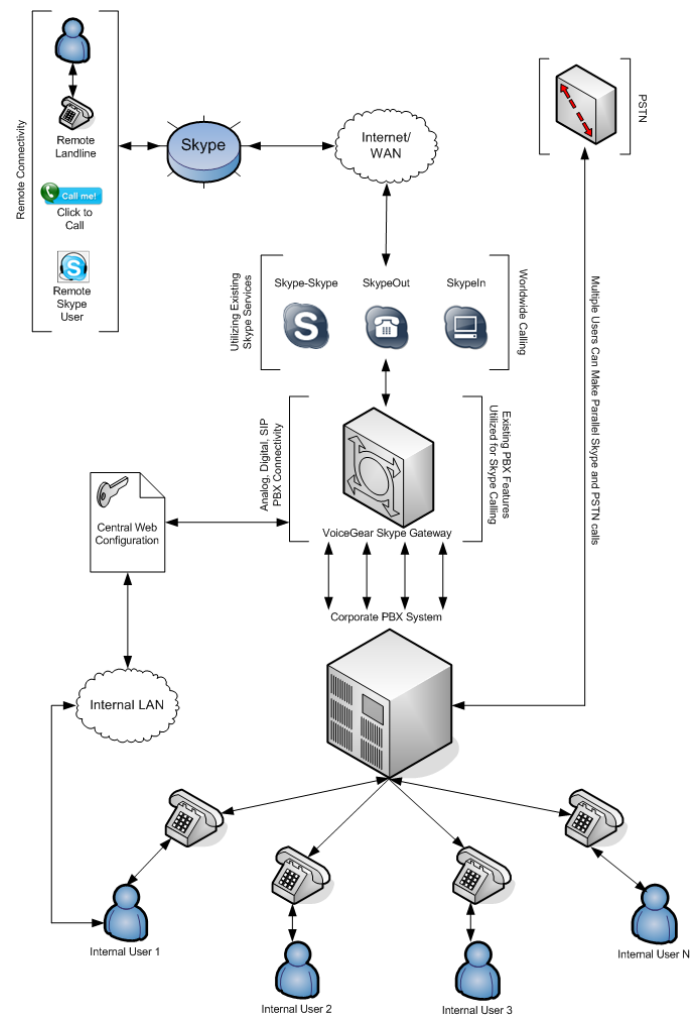 Remote Connectivity
Remote
Landline
Call me!
Click to
Call
S
Remote
Skype
User
Skype
Internet/
WAN
PSTN
Utilizing Existing
Skype Services
Skype-Skype
SkypeOut
SkypeIn
S
Worldwide Calling
Multiple Users Can Make Parallel Skype and PSTN calls
Analog, Digital, SIP
PBX Connectivity
Existing PBX Features
Utilized for Skype Calling
VoiceGear Skype Gateway
Central Web
Configuration
Corporate PBX System
Internal LAN
Internal User 1
Internal User 2
Internal User 3
Internal User N